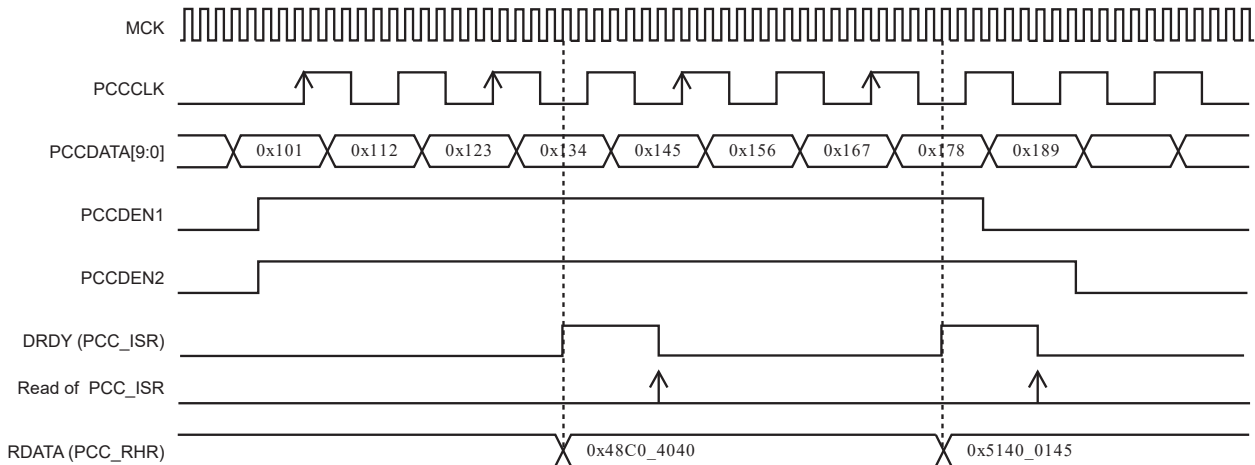 MCK
PCCCLK
PCCDATA[9:0] 0x101 0x112 0x123 0x134 0x145 0x156 0x167 0x178 0x189
PCCDEN1
PCCDEN2
DRDY (PCC_ISR)
Read of PCC_ISR
RDATA (PCC_RHR) 0x48C0_4040 0x5140_0145